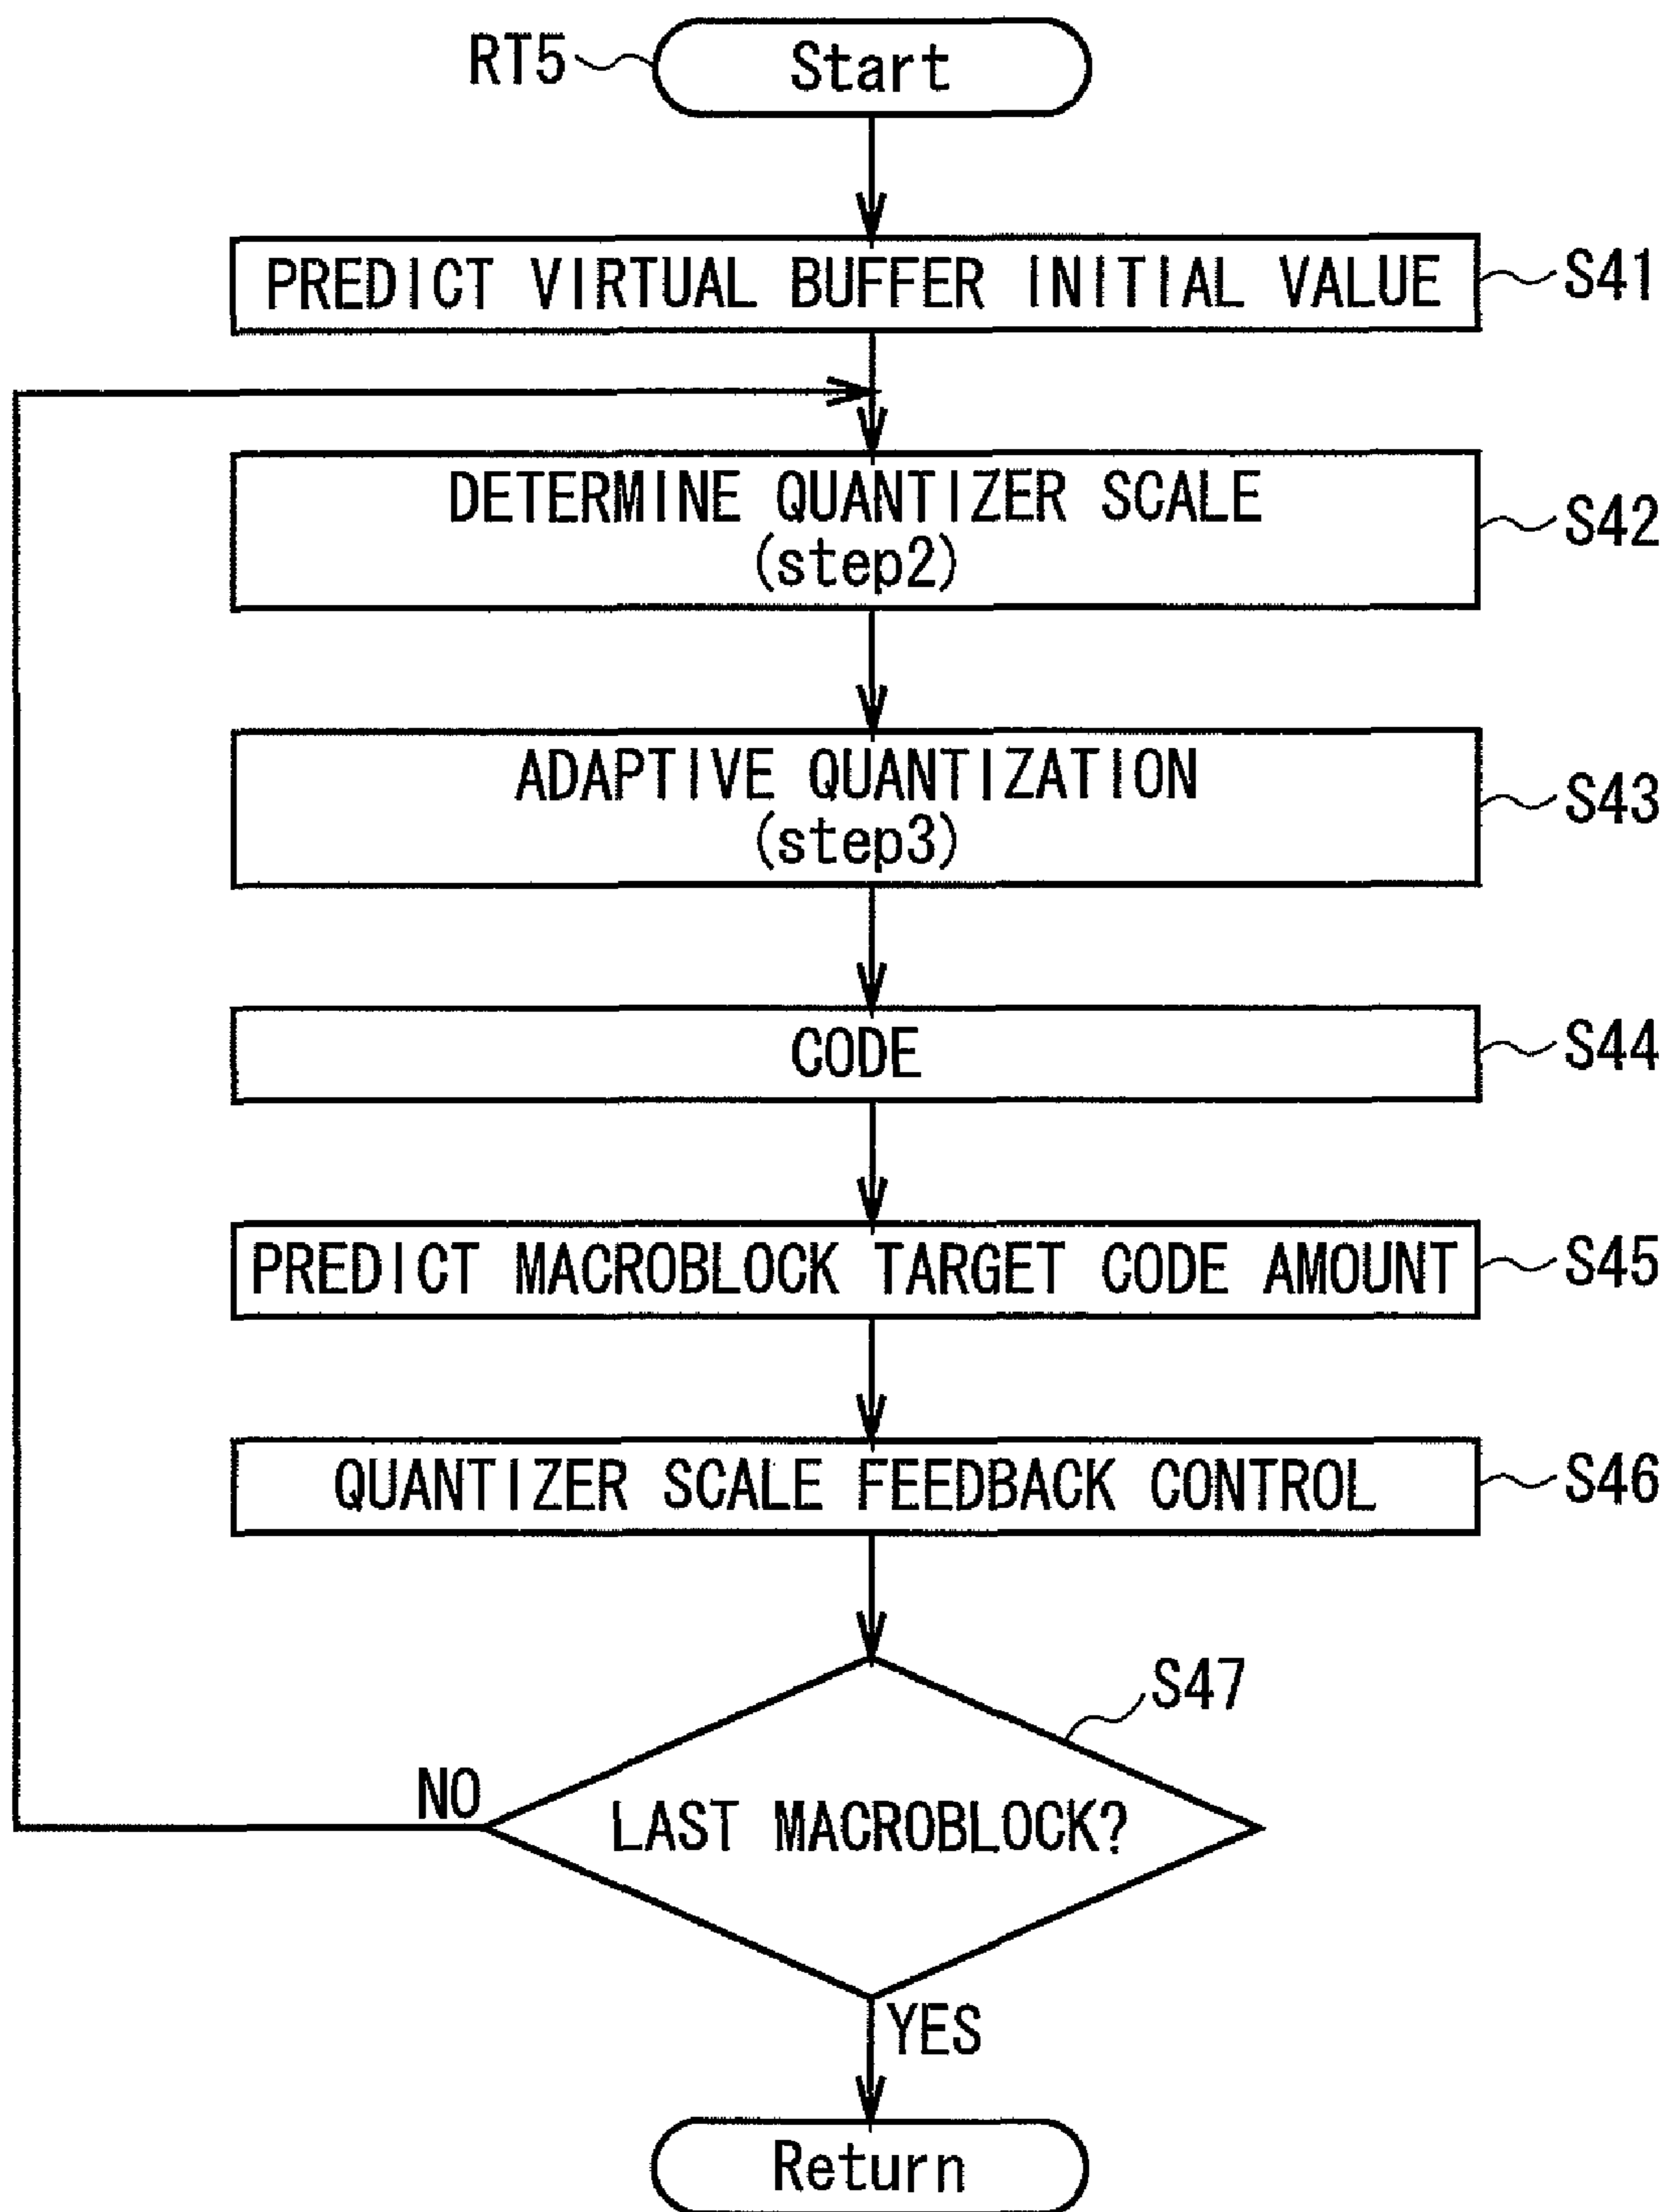 RT5
Start
PREDICT VIRTUAL BUFFER INITIAL VALUE
S41
DETERMINE QUANTIZER SCALE
(step2)
S42
ADAPTIVE QUANTIZATION
(step3)
S43
CODE
S44
PREDICT MACROBLOCK TARGET CODE AMOUNT
S45
QUANTIZER SCALE FEEDBACK CONTROL
S46
S47
NO
LAST MACROBLOCK?
YES
Return